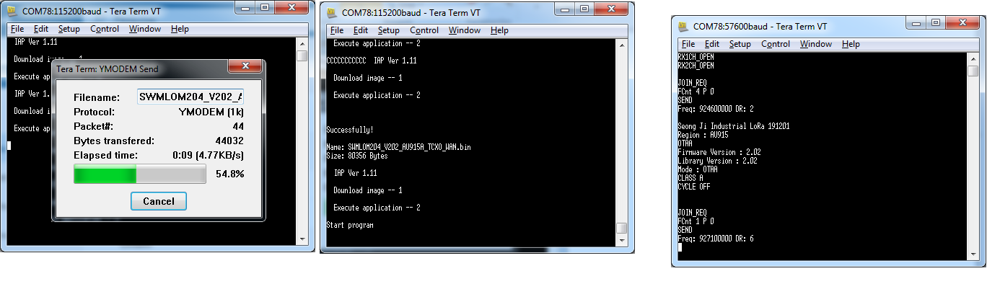 COM78:115200baud - Tera Term VT
File Edit Setup Control Window Help
IAP Ver 1.11
Download image -- 1
Execute ap
IAP Ver 1.
Download i
Execute ap
Tera Term: YMODEM Send
Filename: SWMLOM204_V202_A
Protocol: YMODEM (1k)
Packet#: 44
Bytes transfered: 44032
Elapsed time: 0:09 (4.77KB/s)
54.8%
Cancel
COM78:115200baud - Tera Term VT
File Edit Setup Control Window Help
Execute application -- 2
CCCCCCCCCCC IAP Ver 1.11
Download image -- 1
Execute application -- 2
Successfully!
Name: SWMLOM204_V202_AU915A_TCXO_WAN.bin
Size: 80356 Bytes
IAP Ver 1.11
Download image -- 1
Execute application -- 2
Start program
COM78:57600baud - Tera Term VT
File Edit Setup Control Window Help
RX1CH_OPEN
RX2CH_OPEN
JOIN_REQ
FCnt 4 P 0
SEND
Freq: 924600000 DR: 2
Seong Ji Industrial LoRa 191201
Region : AU915
OTAA
Firmware Version : 2.02
Library Version : 2.02
Mode : OTAA
CLASS A
CYCLE OFF
JOIN_REQ
FCnt 1 P 0
SEND
Freq: 927100000 DR: 6